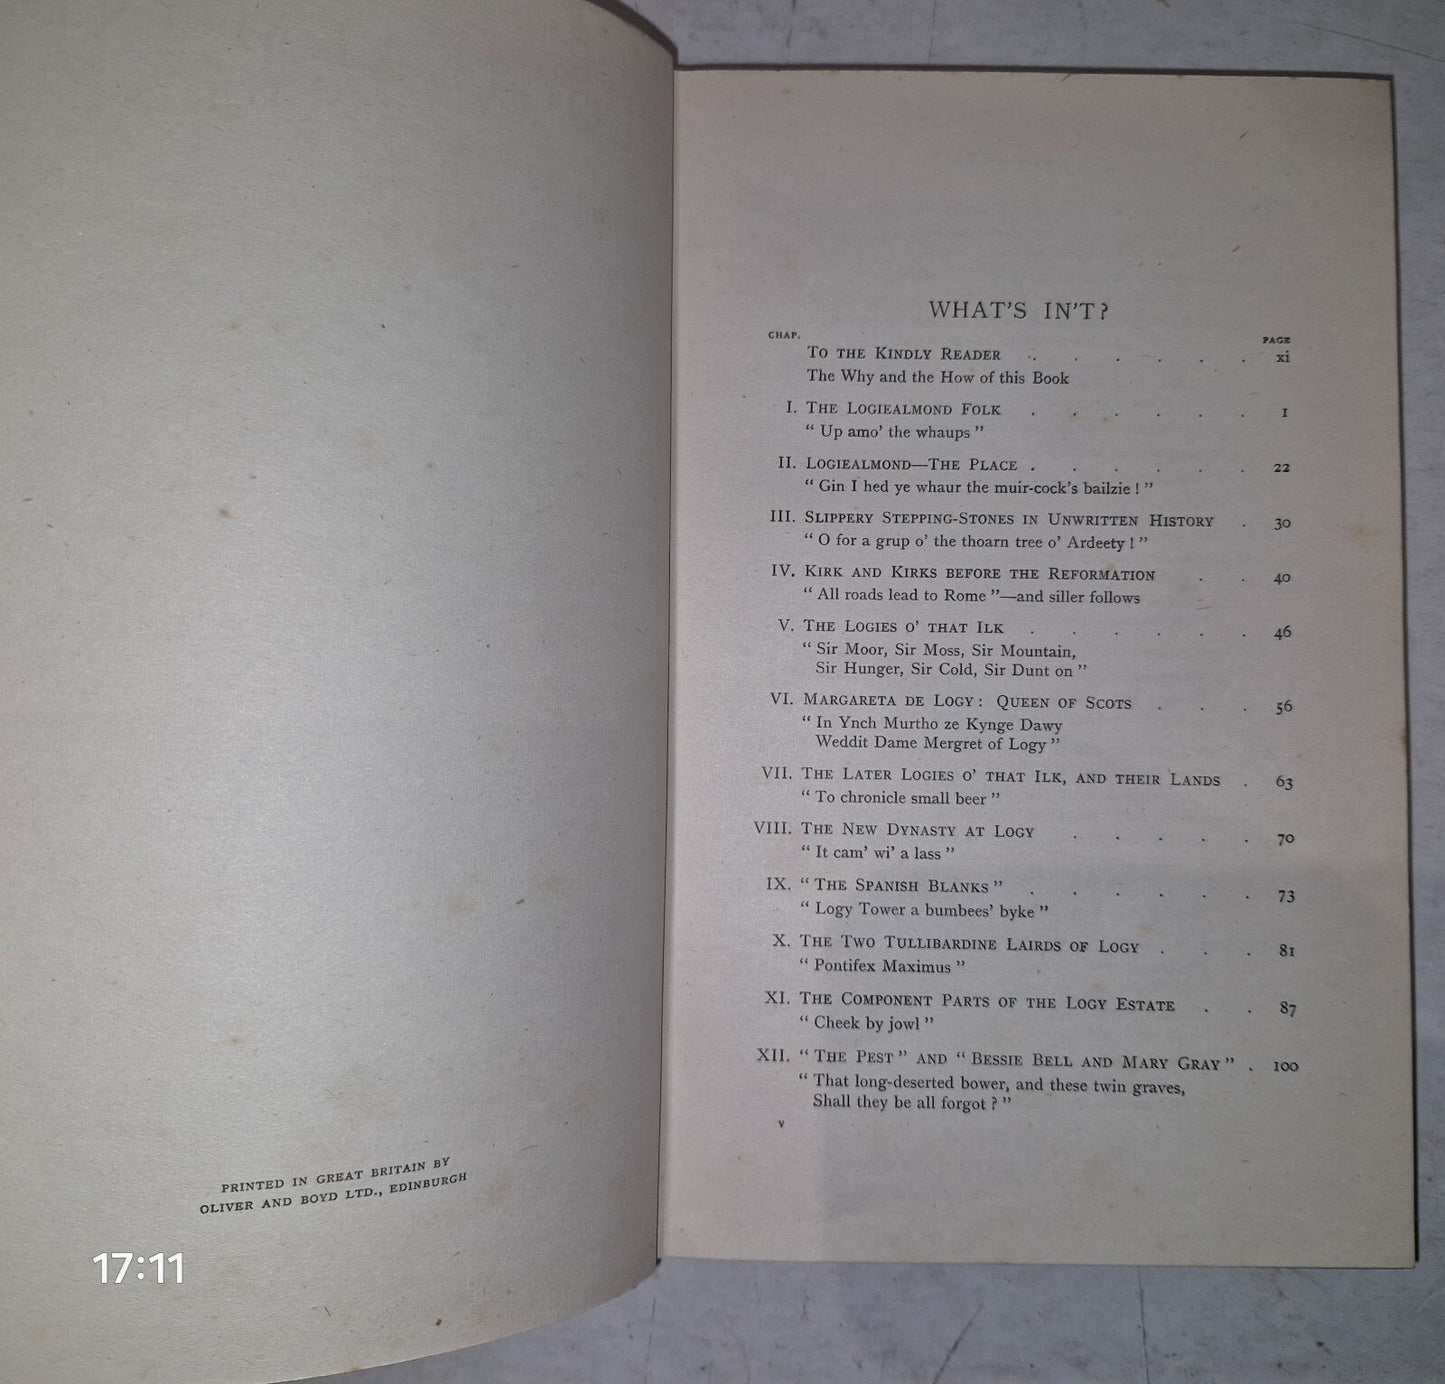 PRINTED IN GREAT BRITAIN BY
OLIVER AND BOYD LTD., EDINBURGH
17:11
WHAT'S IN'T?
CHAP. PAGE
TO THE KINDLY READER . . . . . . xi
The Why and the How of this Book
I. THE LOGIEALMOND FOLK . . . . . . 1
“ Up amo’ the whaups ”
II. LOGIEALMOND—THE PLACE . . . . . . 22
“ Gin I hed ye whaur the muir-cock’s bailzie ! ”
III. SLIPPERY STEPPING-STONES IN UNWRITTEN HISTORY . 30
“ O for a grup o’ the thoarn tree o’ Ardeety ! ”
IV. KIRK AND KIRKS BEFORE THE REFORMATION . . 40
“ All roads lead to Rome ”—and siller follows
V. THE LOGIES O’ THAT ILK . . . . . . 46
“ Sir Moor, Sir Moss, Sir Mountain,
Sir Hunger, Sir Cold, Sir Dunt on ”
VI. MARGARETA DE LOGY : QUEEN OF SCOTS . . . 56
“ In Ynch Murtho ze Kynge Dawy
Weddit Dame Mergret of Logy ”
VII. THE LATER LOGIES O’ THAT ILK, AND THEIR LANDS . 63
“ To chronicle small beer ”
VIII. THE NEW DYNASTY AT LOGY . . . . . 70
“ It cam’ wi’ a lass ”
IX. “ THE SPANISH BLANKS ” . . . . . . 73
“ Logy Tower a bumbees’ byke ”
X. THE TWO TULLIBARDINE LAIRDS OF LOGY . . . 81
“ Pontifex Maximus ”
XI. THE COMPONENT PARTS OF THE LOGY ESTATE . . 87
“ Cheek by jowl ”
XII. “ THE PEST ” AND “ BESSIE BELL AND MARY GRAY ” . 100
“ That long-deserted bower, and these twin graves,
Shall they be all forgot ? ”
v